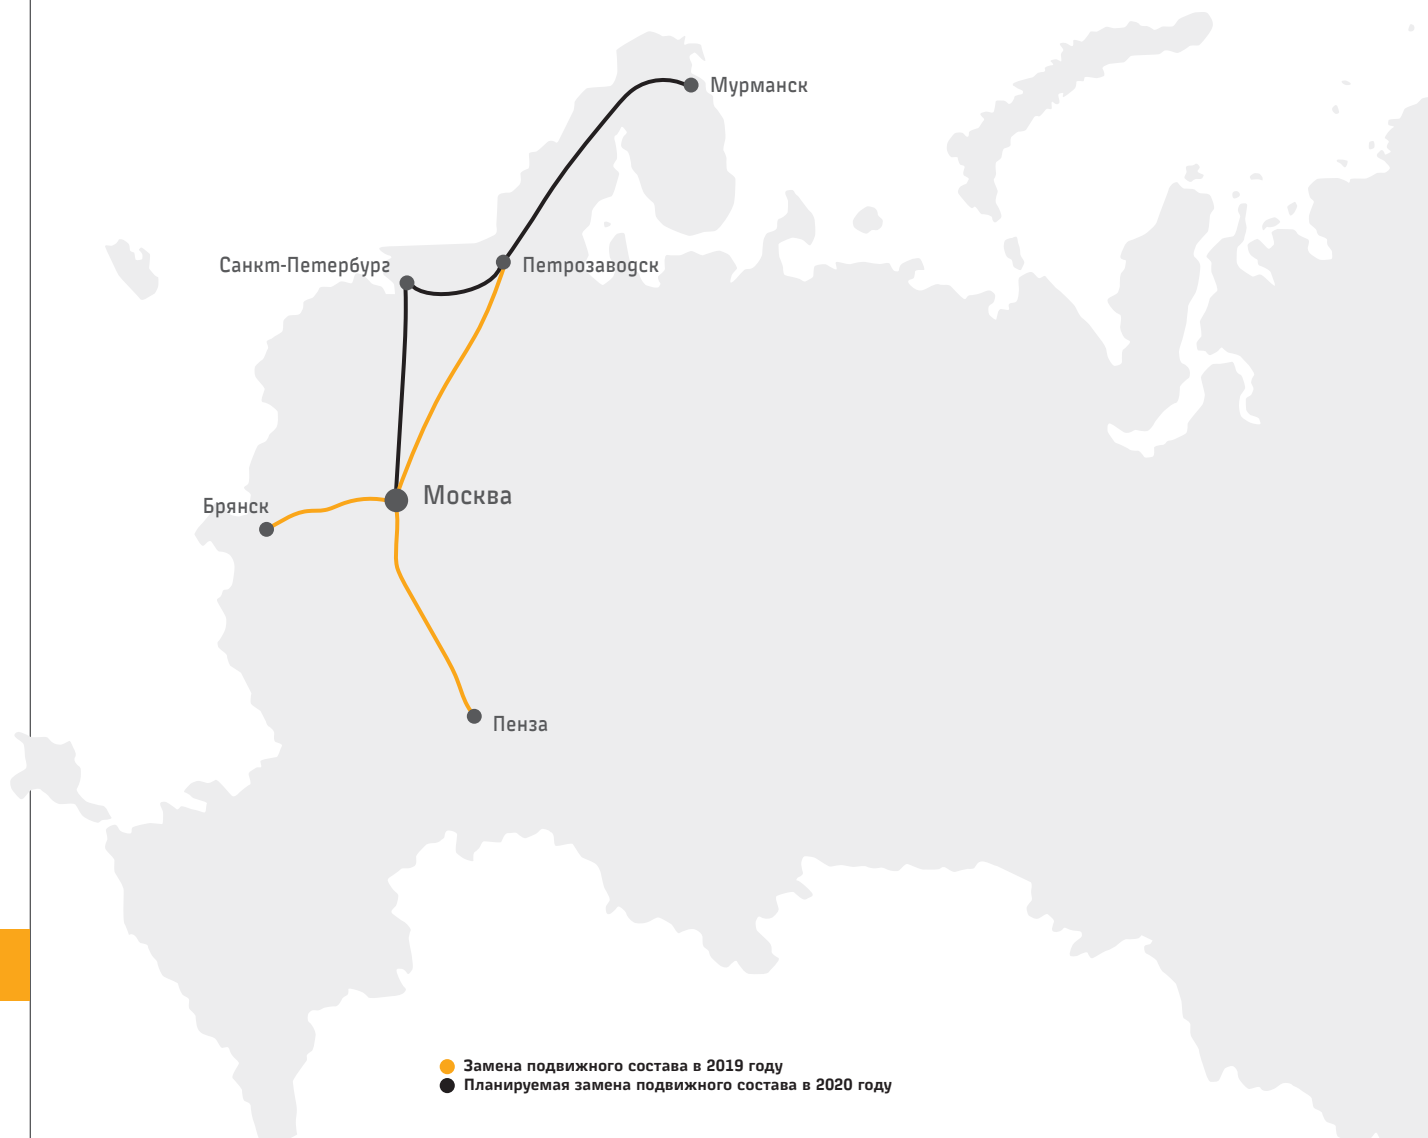 Мурманск
Санкт-Петербург
Петрозаводск
Москва
Брянск
Пенза
Замена подвижного состава в 2019 году
Планируемая замена подвижного состава в 2020 году